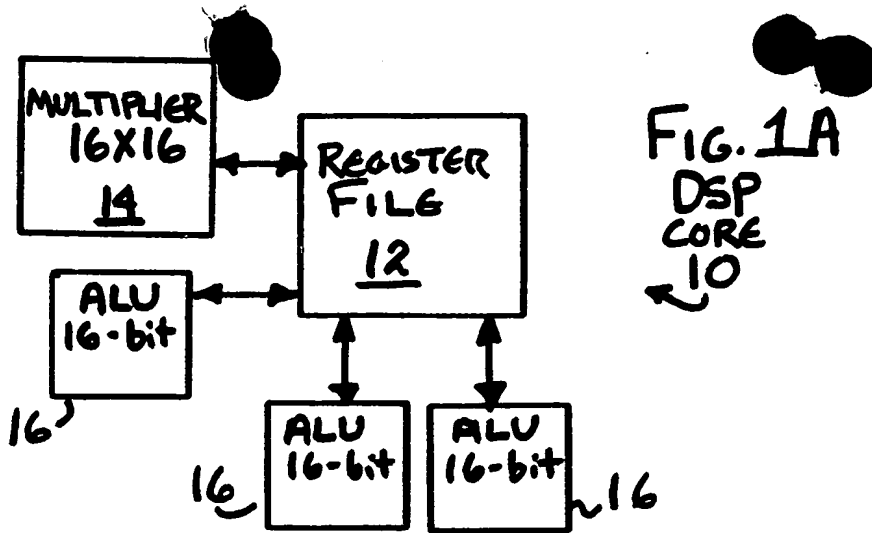 MULTIPLIER
16X16
14
REGISTER
FILE
12
FIG. 1A
DSP
CORE
10
ALU
16-bit
16
ALU
16-bit
16
ALU
16-bit
16